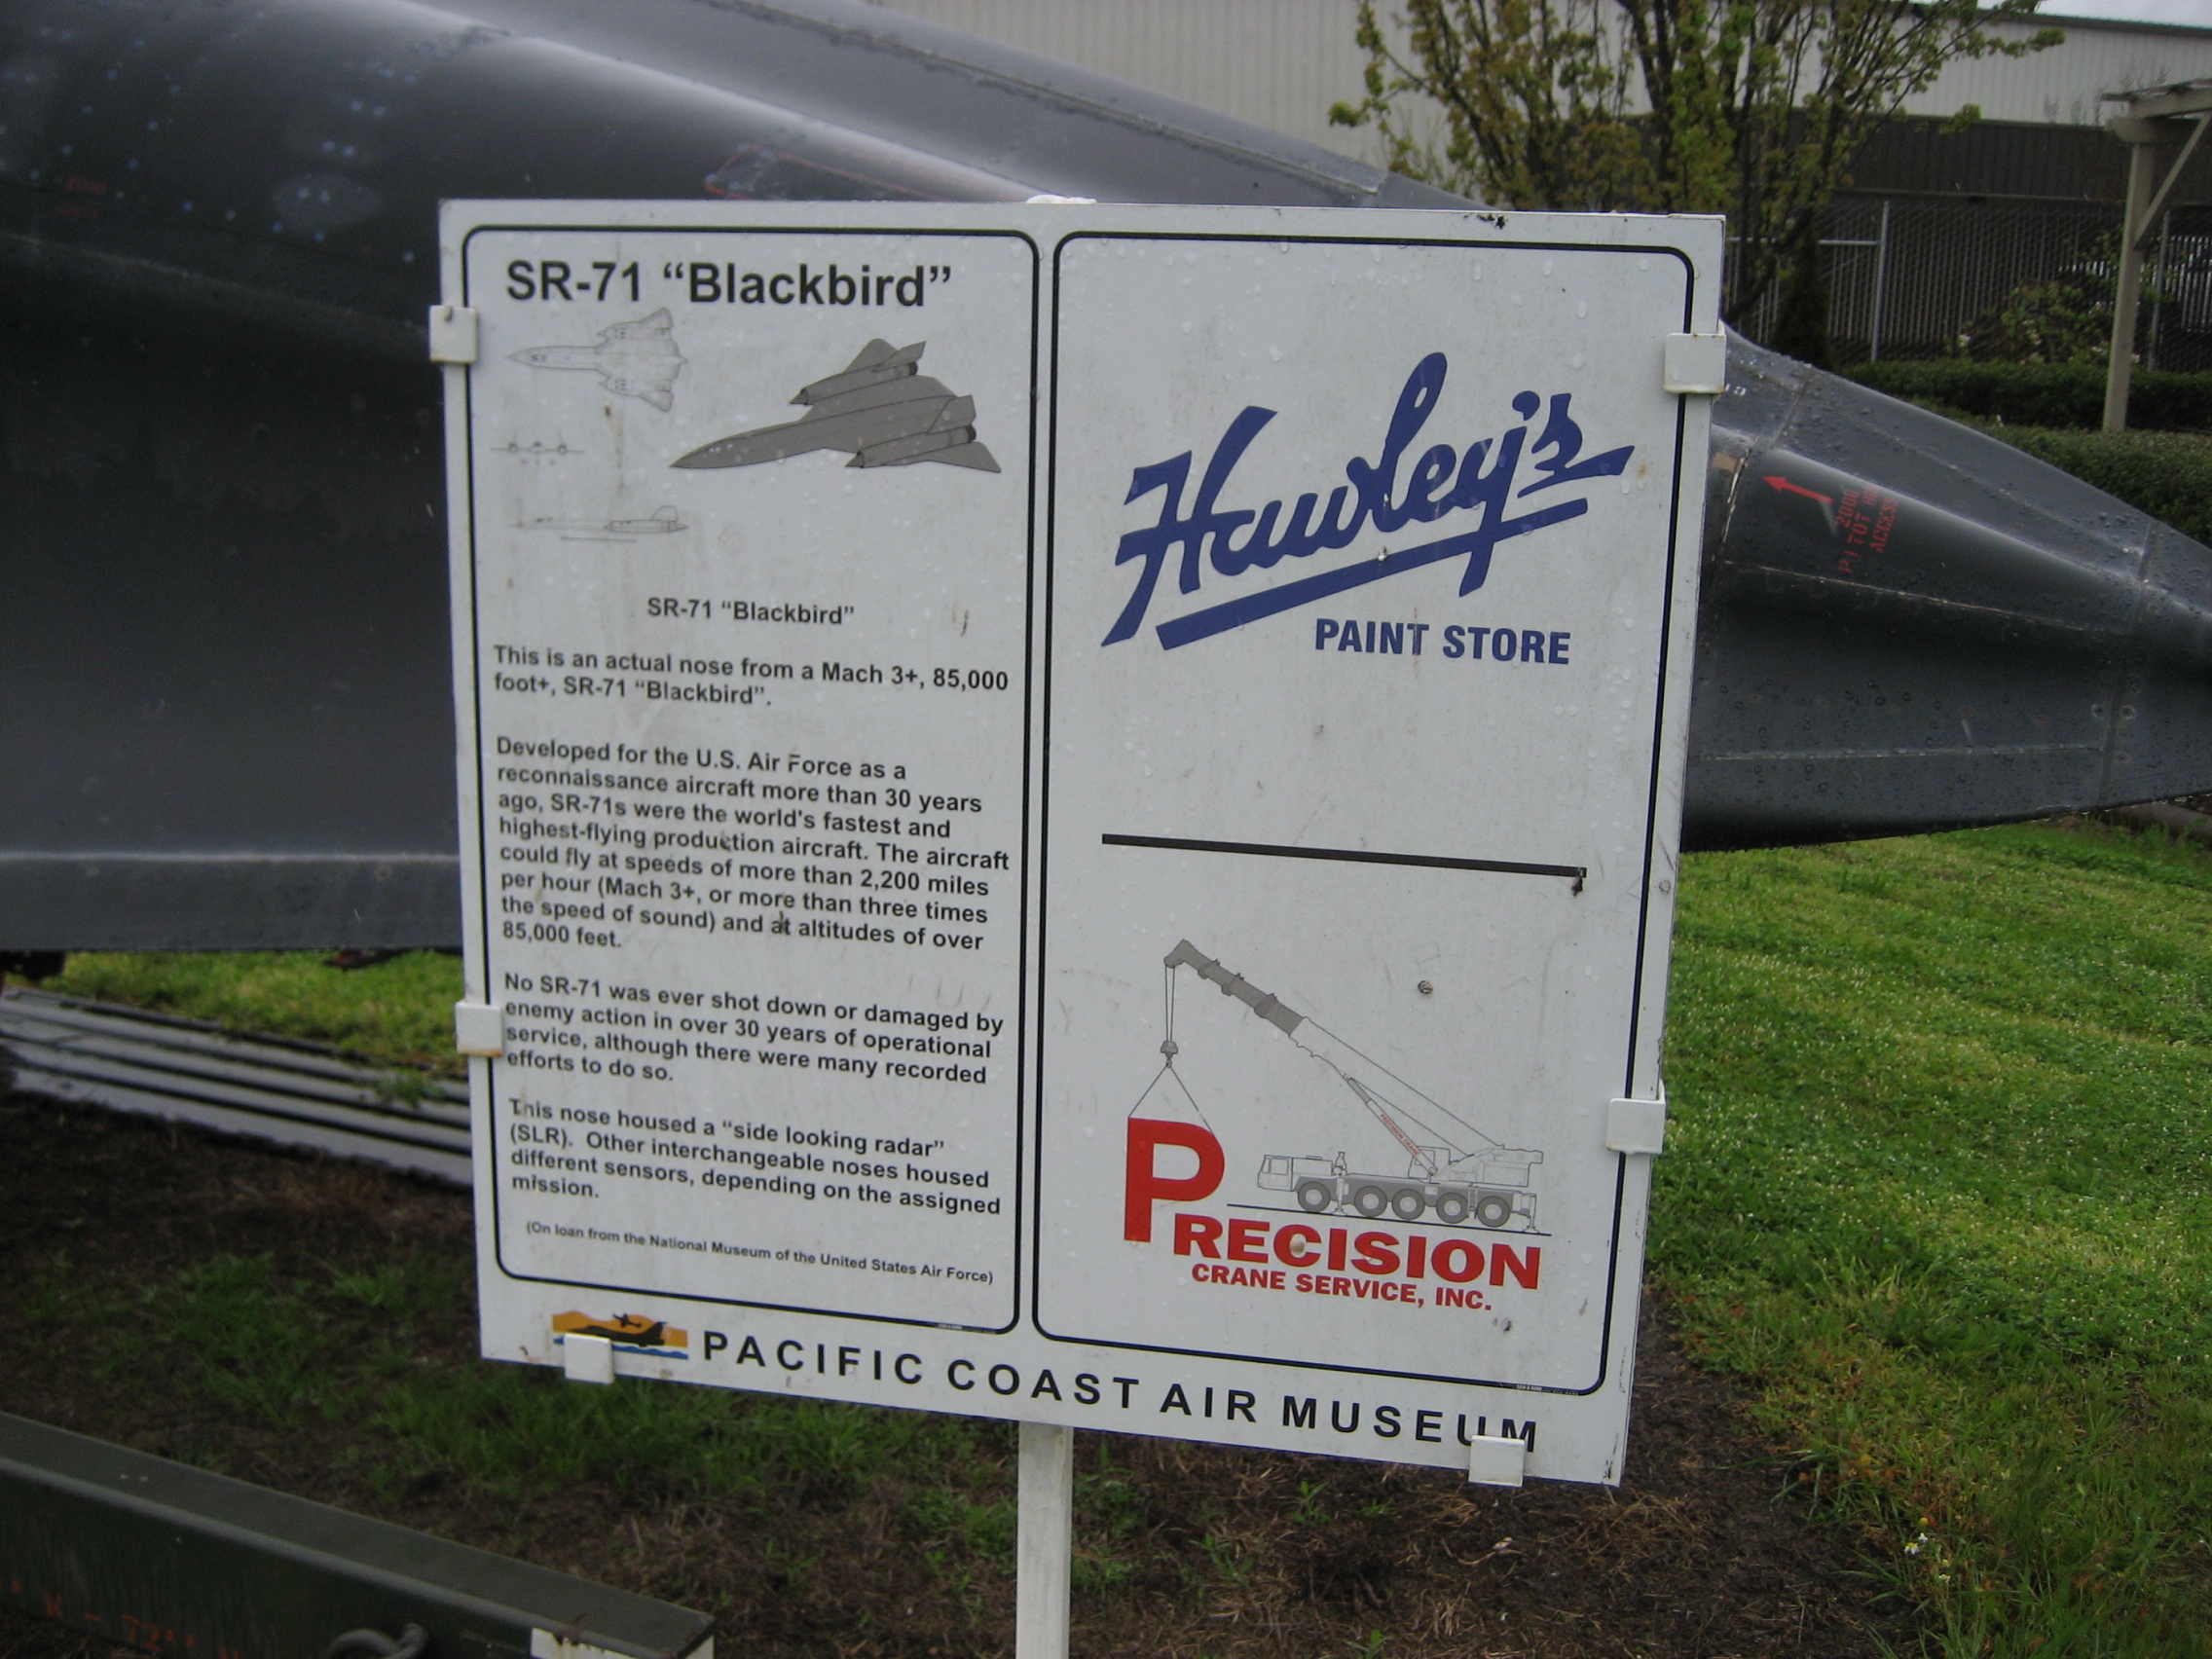 SR-71 “Blackbird”
SR-71 “Blackbird”
This is an actual nose from a Mach 3+, 85,000
foot+, SR-71 “Blackbird”.
Developed for the U.S. Air Force as a
reconnaissance aircraft more than 30 years
ago, SR-71s were the world's fastest and
highest-flying production aircraft. The aircraft
could fly at speeds of more than 2,200 miles
per hour (Mach 3+, or more than three times
the speed of sound) and at altitudes of over
85,000 feet.
No SR-71 was ever shot down or damaged by
enemy action in over 30 years of operational
service, although there were many recorded
efforts to do so.
This nose housed a “side looking radar”
(SLR). Other interchangeable noses housed
different sensors, depending on the assigned
mission.
(On loan from the National Museum of the United States Air Force)
Hawley's
PAINT STORE
PRECISION
CRANE SERVICE, INC.
PACIFIC COAST AIR MUSEUM
PITOT
ACCESS